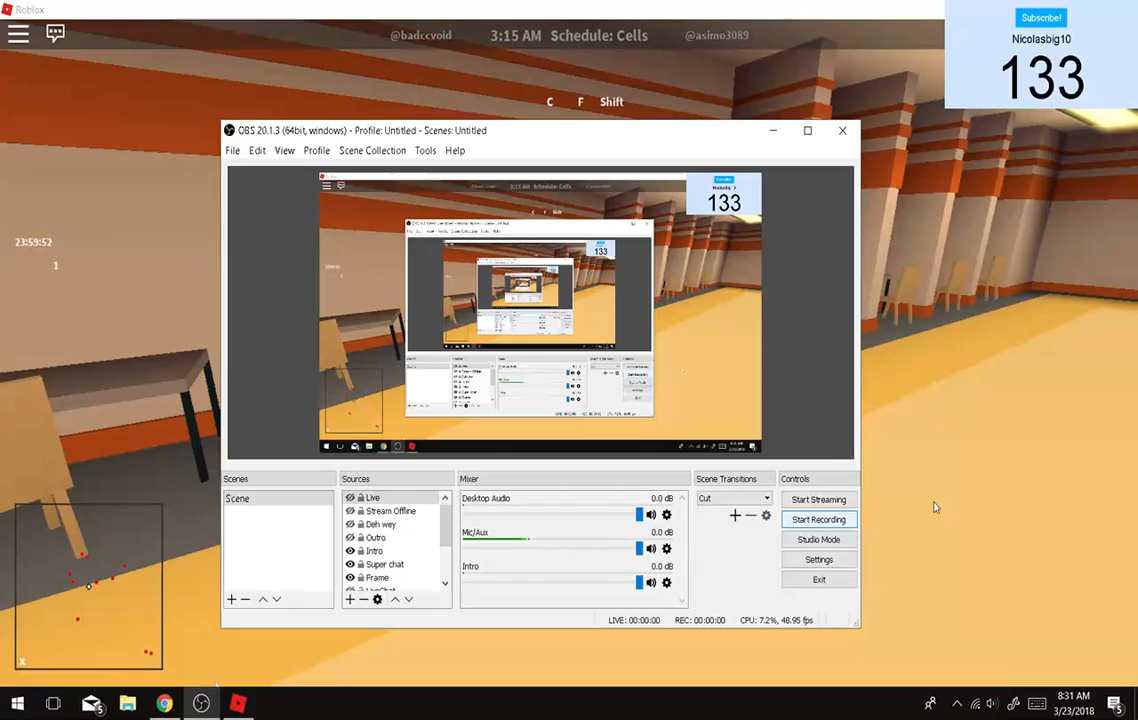 Roblox
@badccvoid 3:15 AM Schedule: Cells @asimo3089
Subscribe!
Nicolasbig10
133
C F Shift
OBS 20.1.3 (64bit, windows) - Profile: Untitled - Scenes: Untitled
File Edit View Profile Scene Collection Tools Help
133
133
23:59:52
1
Scenes Sources Mixer Scene Transitions Controls
Scene
Live
Stream Offline
Deh wey
Outro
Intro
Super chat
Frame
LiveChat
Desktop Audio 0.0 dB
Mic/Aux 0.0 dB
Intro 0.0 dB
Cut
Start Streaming
Start Recording
Studio Mode
Settings
Exit
LIVE: 00:00:00 REC: 00:00:00 CPU: 7.2%, 48.95 fps
X
5
8:31 AM
3/23/2018
5